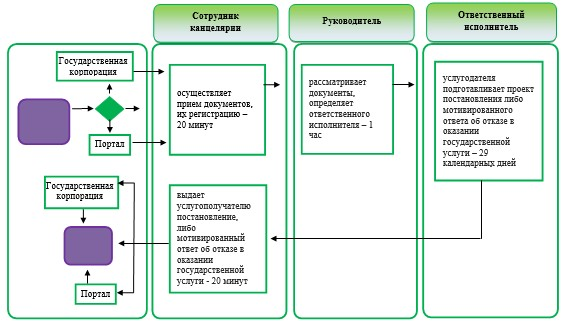 Сотрудник
канцелярии
Руководитель
Ответственный
исполнитель
Государственная
корпорация
Портал
осуществляет
прием документов,
их регистрацию –
20 минут
рассматривает
документы,
определяет
ответственного
исполнителя – 1
час
услугодателя
подготавливает проект
постановления либо
мотивированного
ответа об отказе в
оказании
государственной
услуги – 29
календарных дней
Государственная
корпорация
Портал
выдает
услугополучателю
постановление,
либо
мотивированный
ответ об отказе в
оказании
государственной
услуги - 20 минут